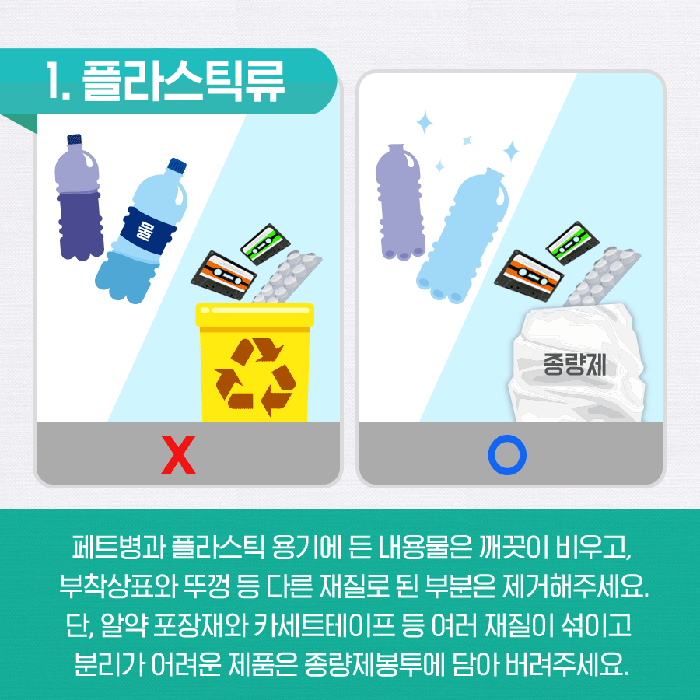 1. 플라스틱류
물
종량제
X
O
페트병과 플라스틱 용기에 든 내용물은 깨끗이 비우고,
부착상표와 뚜껑 등 다른 재질로 된 부분은 제거해주세요.
단, 알약 포장재와 카세트테이프 등 여러 재질이 섞이고
분리가 어려운 제품은 종량제봉투에 담아 버려주세요.